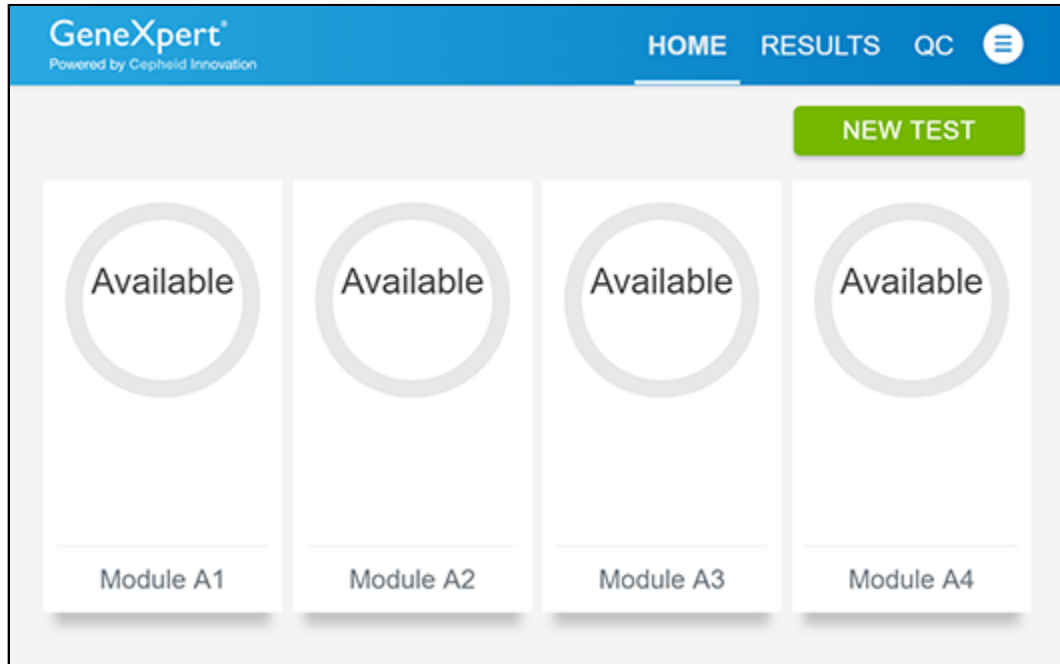 GeneXpert®
Powered by Cepheid Innovation
HOME RESULTS QC
NEW TEST
Available Available Available Available
Module A1 Module A2 Module A3 Module A4